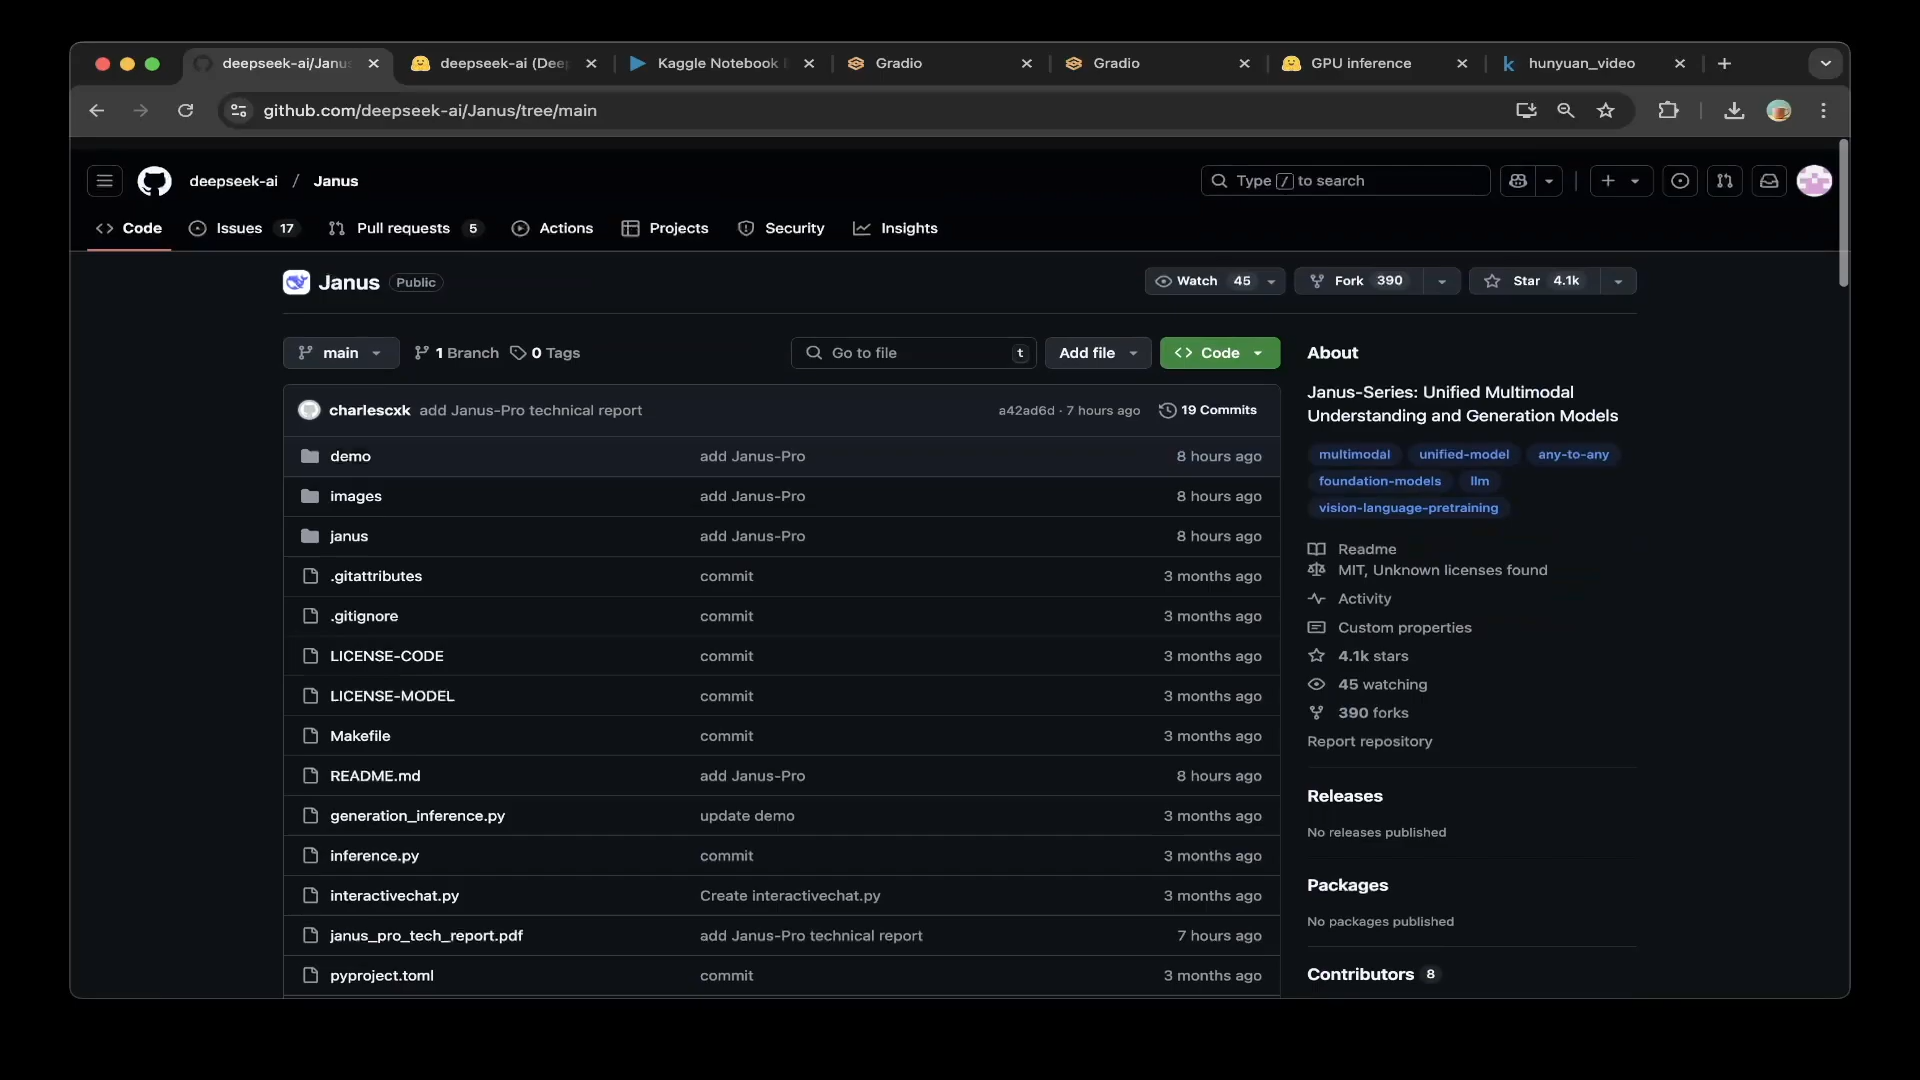 deepseek-ai/Janu
deepseek-ai (Dee
Kaggle Notebook
Gradio
Gradio
GPU inference
hunyuan_video
github.com/deepseek-ai/Janus/tree/main
deepseek-ai / Janus
Type / to search
Code
Issues 17
Pull requests 5
Actions
Projects
Security
Insights
Janus Public
Watch 45
Fork 390
Star 4.1k
main
1 Branch
0 Tags
Go to file t
Add file
Code
charlescxk add Janus-Pro technical report a42ad6d · 7 hours ago 19 Commits
demo add Janus-Pro 8 hours ago
images add Janus-Pro 8 hours ago
janus add Janus-Pro 8 hours ago
.gitattributes commit 3 months ago
.gitignore commit 3 months ago
LICENSE-CODE commit 3 months ago
LICENSE-MODEL commit 3 months ago
Makefile commit 3 months ago
README.md add Janus-Pro 8 hours ago
generation_inference.py update demo 3 months ago
inference.py commit 3 months ago
interactivechat.py Create interactivechat.py 3 months ago
janus_pro_tech_report.pdf add Janus-Pro technical report 7 hours ago
pyproject.toml commit 3 months ago
About
Janus-Series: Unified Multimodal
Understanding and Generation Models
multimodal unified-model any-to-any
foundation-models llm
vision-language-pretraining
Readme
MIT, Unknown licenses found
Activity
Custom properties
4.1k stars
45 watching
390 forks
Report repository
Releases
No releases published
Packages
No packages published
Contributors 8